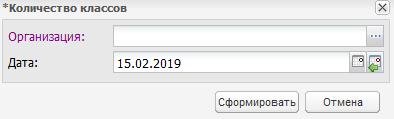 *Количество классов
Организация:
Дата: 15.02.2019
Сформировать Отмена